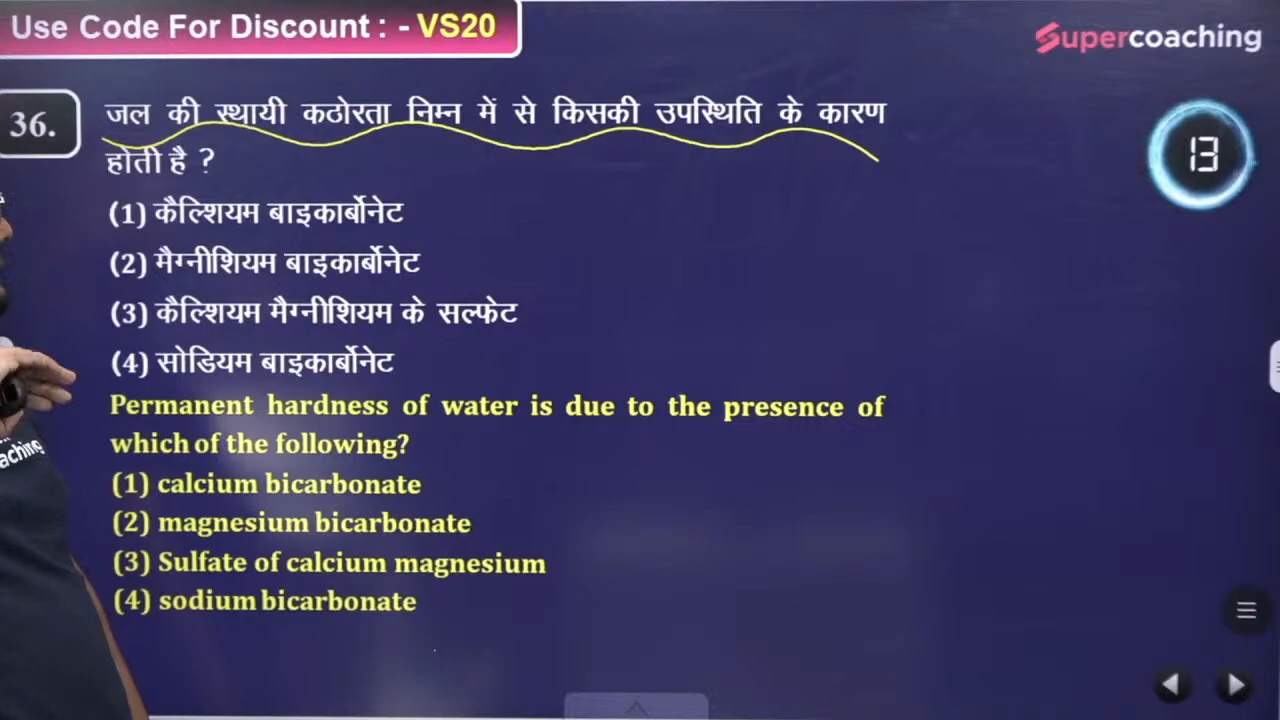 Use Code For Discount : - VS20
Supercoaching
36.
जल की स्थायी कठोरता निम्न में से किसकी उपस्थिति के कारण
होती है ?
13
(1) कैल्शियम बाइकार्बोनेट
(2) मैग्नीशियम बाइकार्बोनेट
(3) कैल्शियम मैग्नीशियम के सल्फेट
(4) सोडियम बाइकार्बोनेट
Permanent hardness of water is due to the presence of
which of the following?
(1) calcium bicarbonate
(2) magnesium bicarbonate
(3) Sulfate of calcium magnesium
(4) sodium bicarbonate
aching